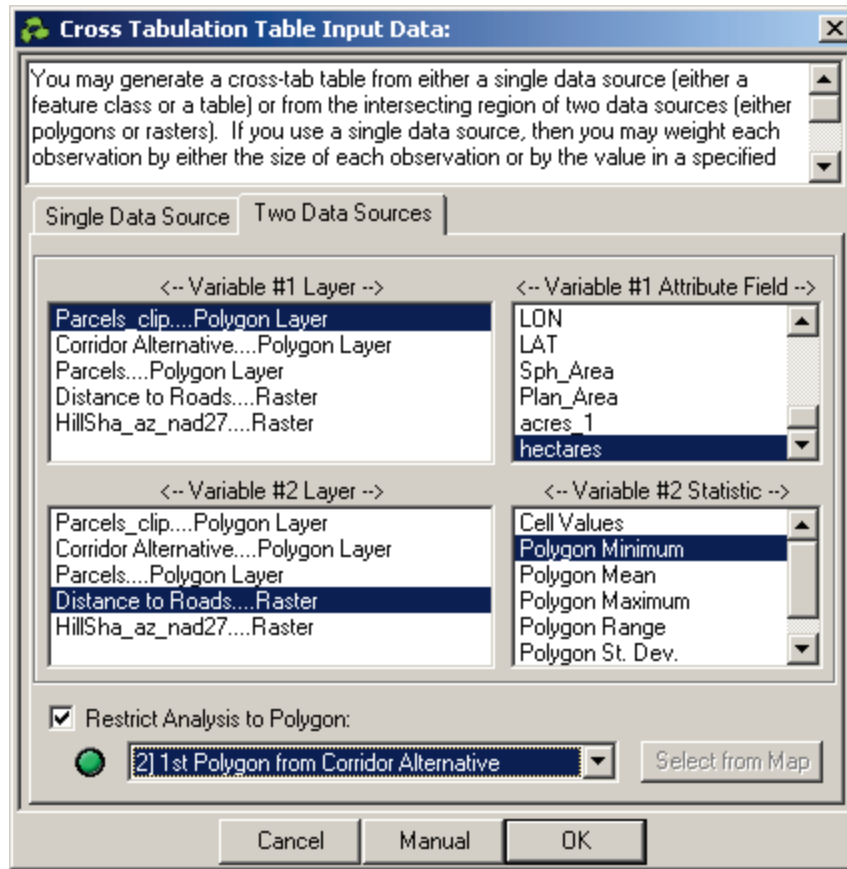 Cross Tabulation Table Input Data:
You may generate a cross-tab table from either a single data source (either a
feature class or a table) or from the intersecting region of two data sources (either
polygons or rasters).  If you use a single data source, then you may weight each
observation by either the size of each observation or by the value in a specified
Single Data Source
Two Data Sources
<-- Variable #1 Layer -->
Parcels_clip....Polygon Layer
Corridor Alternative....Polygon Layer
Parcels....Polygon Layer
Distance to Roads....Raster
HillSha_az_nad27....Raster
<-- Variable #1 Attribute Field -->
LON
LAT
Sph_Area
Plan_Area
acres_1
hectares
<-- Variable #2 Layer -->
Parcels_clip....Polygon Layer
Corridor Alternative....Polygon Layer
Parcels....Polygon Layer
Distance to Roads....Raster
HillSha_az_nad27....Raster
<-- Variable #2 Statistic -->
Cell Values
Polygon Minimum
Polygon Mean
Polygon Maximum
Polygon Range
Polygon St. Dev.
Restrict Analysis to Polygon:
2] 1st Polygon from Corridor Alternative
Select from Map
Cancel
Manual
OK